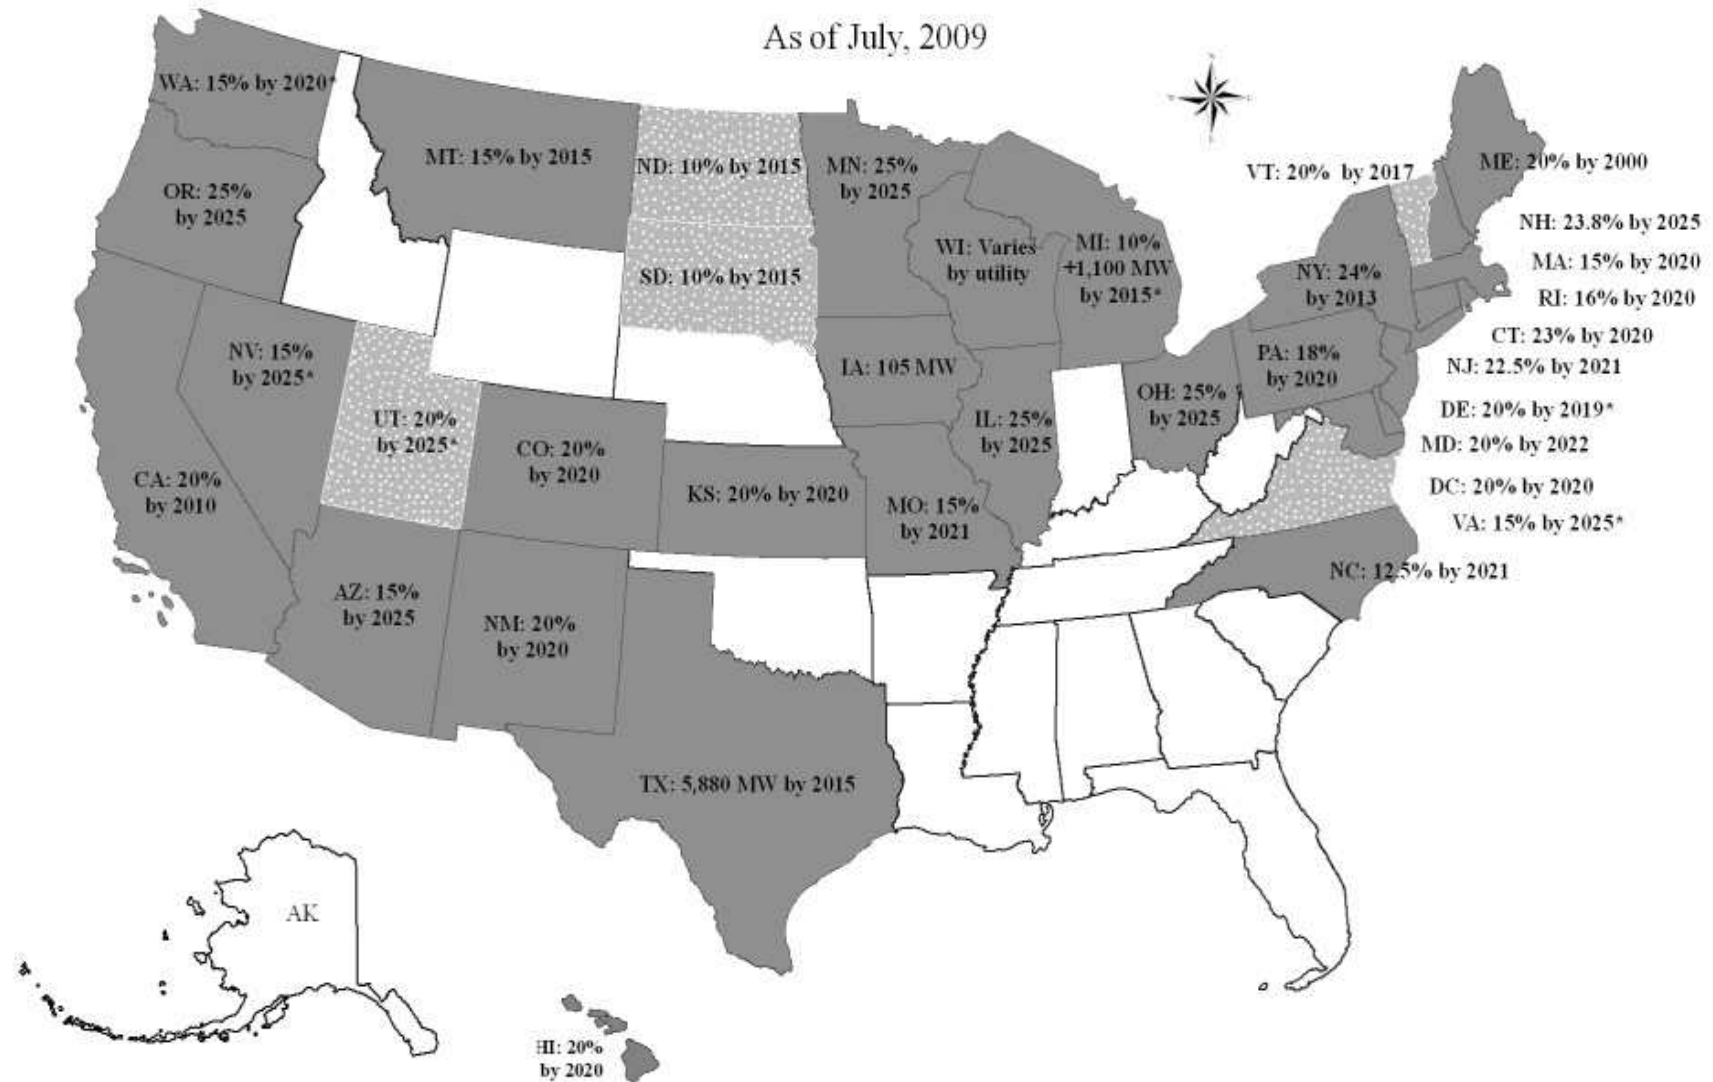 As of July, 2009
WA: 15% by 2020*
MT: 15% by 2015
ND: 10% by 2015
MN: 25%
by 2025
OR: 25%
by 2025
SD: 10% by 2015
WI: Varies
by utility
MI: 10%
+1,100 MW
by 2015*
VT: 20% by 2017
ME: 20% by 2000
NH: 23.8% by 2025
MA: 15% by 2020
RI: 16% by 2020
CT: 23% by 2020
NY: 24%
by 2013
NJ: 22.5% by 2021
PA: 18%
by 2020
DE: 20% by 2019*
MD: 20% by 2022
DC: 20% by 2020
VA: 15% by 2025*
NC: 12.5% by 2021
NV: 15%
by 2025*
UT: 20%
by 2025*
CO: 20%
by 2020
IA: 105 MW
IL: 25%
by 2025
OH: 25%
by 2025
CA: 20%
by 2010
KS: 20% by 2020
MO: 15%
by 2021
AZ: 15%
by 2025
NM: 20%
by 2020
TX: 5,880 MW by 2015
AK
HI: 20%
by 2020